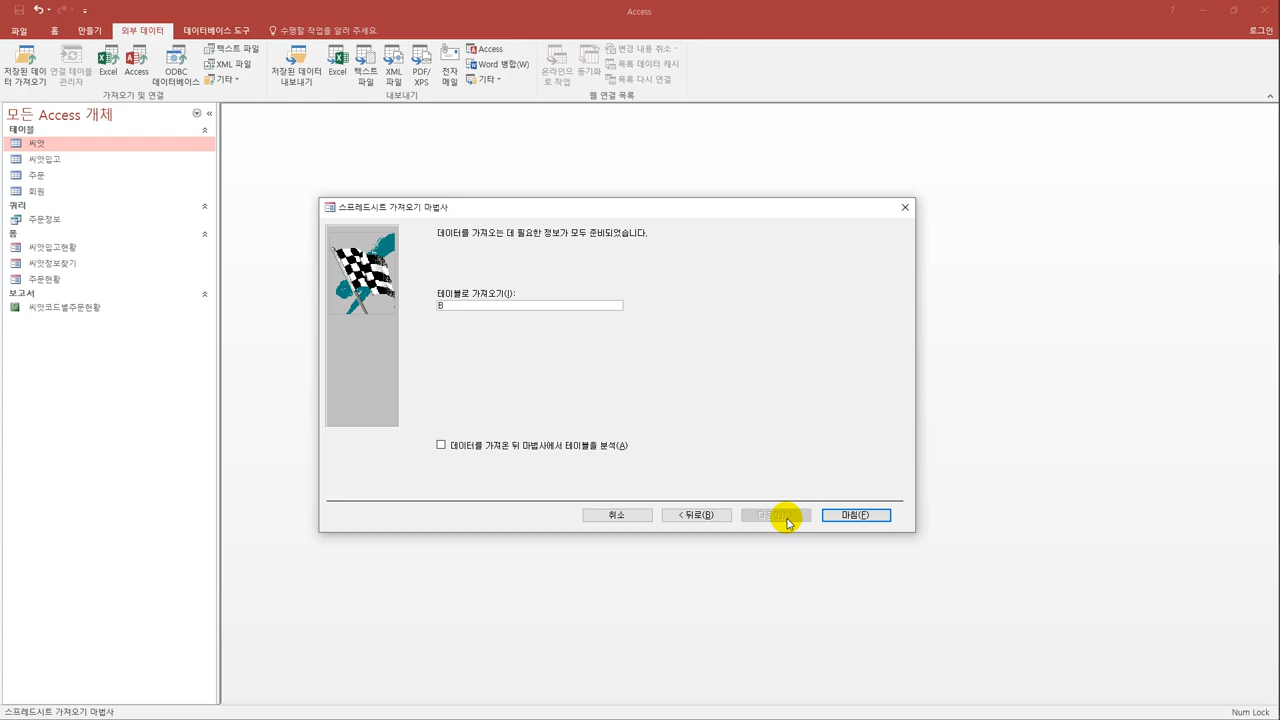 Access
로그인
파일 홈 만들기 외부 데이터 데이터베이스 도구 수행할 작업을 알려 주세요.
저장된 데이터 가져오기
연결 테이블 관리자
Excel
Access
ODBC 데이터베이스
텍스트 파일
XML 파일
기타
가져오기 및 연결
저장된 데이터 내보내기
Excel
텍스트 파일
XML 파일
PDF/XPS
전자 메일
Access
Word 병합(W)
기타
내보내기
온라인으로 작업
동기화
변경 내용 취소
목록 데이터 캐시
목록 다시 연결
웹 연결 목록
모든 Access 개체
테이블
씨앗
씨앗입고
주문
회원
쿼리
주문정보
폼
씨앗입고현황
씨앗정보찾기
주문현황
보고서
씨앗코드별주문현황
스프레드시트 가져오기 마법사
데이터를 가져오는 데 필요한 정보가 모두 준비되었습니다.
테이블로 가져오기(I):
B
데이터를 가져온 뒤 마법사에서 테이블을 분석(A)
취소 < 뒤로(B) 마침(F)
스프레드시트 가져오기 마법사
Num Lock